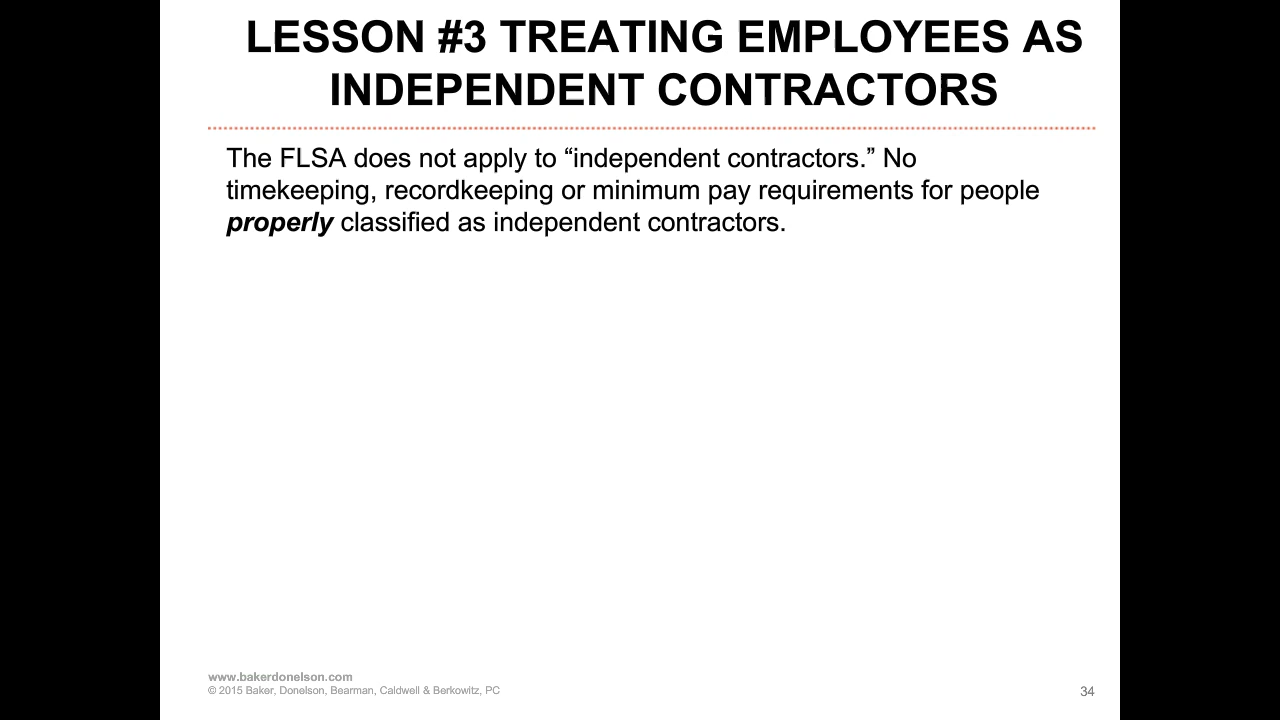 LESSON #3 TREATING EMPLOYEES AS
INDEPENDENT CONTRACTORS
The FLSA does not apply to “independent contractors.” No
timekeeping, recordkeeping or minimum pay requirements for people
properly classified as independent contractors.
www.bakerdonelson.com
© 2015 Baker, Donelson, Bearman, Caldwell & Berkowitz, PC
34